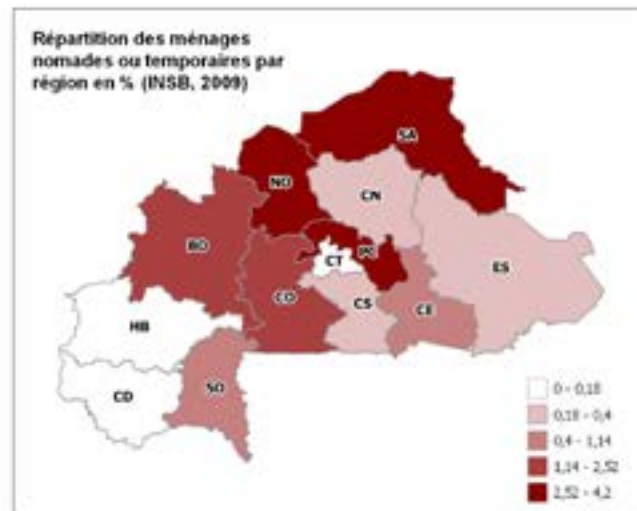 Répartition des ménages
nomades ou temporaires par
région en % (INSB, 2009)
SA
NO
CN
BO
CT
PC
ES
CO
CS
CE
HB
SO
CD
0 - 0,18
0,18 - 0,4
0,4 - 1,14
1,14 - 2,52
2,52 - 4,2